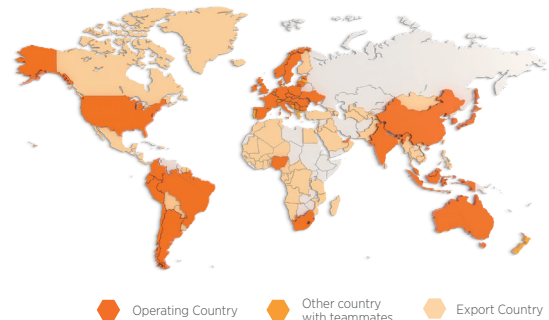 Operating Country
Other country
with teammates
Export Country